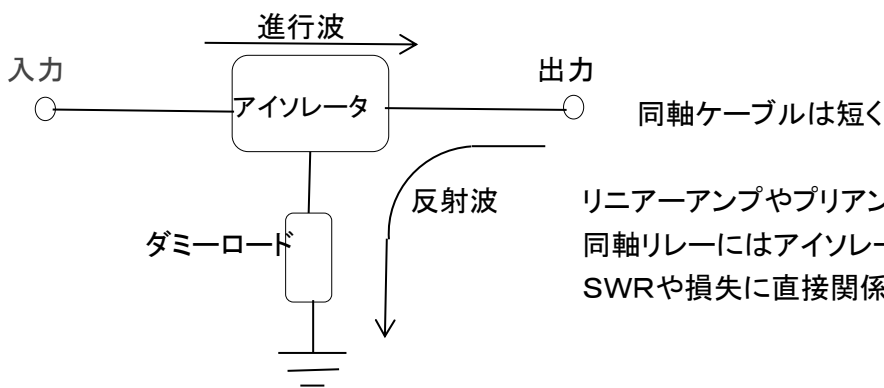 進行波
入力
アイソレータ
出力
同軸ケーブルは短く
反射波
ダミーロード
リニアーアンプやプリアン
同軸リレーにはアイソレー
SWRや損失に直接関係